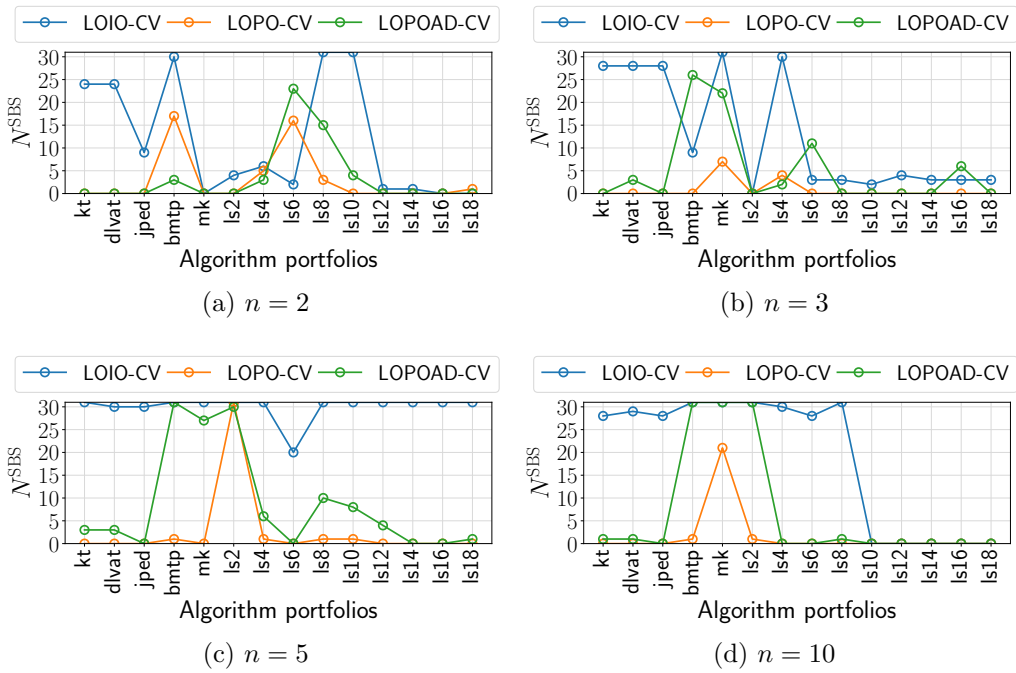 LOIO-CV LOPO-CV LOPOAD-CV
N^SBS
30
25
20
15
10
5
0
kt dlvat jped bmtp mk ls2 ls4 ls6 ls8 ls10 ls12 ls14 ls16 ls18
Algorithm portfolios
(a) n = 2
LOIO-CV LOPO-CV LOPOAD-CV
N^SBS
30
25
20
15
10
5
0
kt dlvat jped bmtp mk ls2 ls4 ls6 ls8 ls10 ls12 ls14 ls16 ls18
Algorithm portfolios
(b) n = 3
LOIO-CV LOPO-CV LOPOAD-CV
N^SBS
30
25
20
15
10
5
0
kt dlvat jped bmtp mk ls2 ls4 ls6 ls8 ls10 ls12 ls14 ls16 ls18
Algorithm portfolios
(c) n = 5
LOIO-CV LOPO-CV LOPOAD-CV
N^SBS
30
25
20
15
10
5
0
kt dlvat jped bmtp mk ls2 ls4 ls6 ls8 ls10 ls12 ls14 ls16 ls18
Algorithm portfolios
(d) n = 10